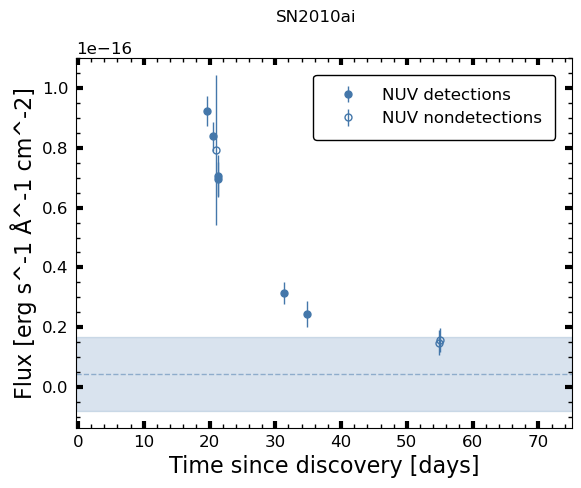 SN2010ai
1e−16
NUV detections
NUV nondetections
1.0
0.8
0.6
0.4
0.2
0.0
Flux [erg s^-1 Å^-1 cm^-2]
0 10 20 30 40 50 60 70
Time since discovery [days]